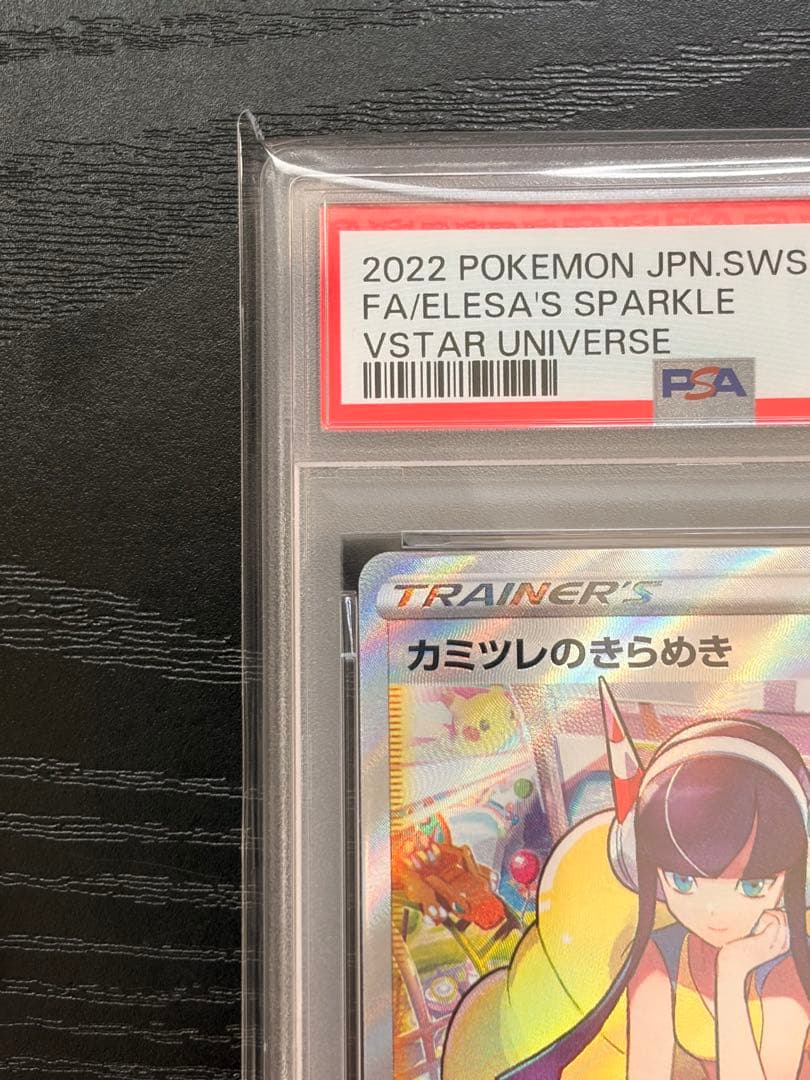 2022 POKEMON JPN.SWS
FA/ELESA'S SPARKLE
VSTAR UNIVERSE
PSA
TRAINER'S
カミツレのきらめき